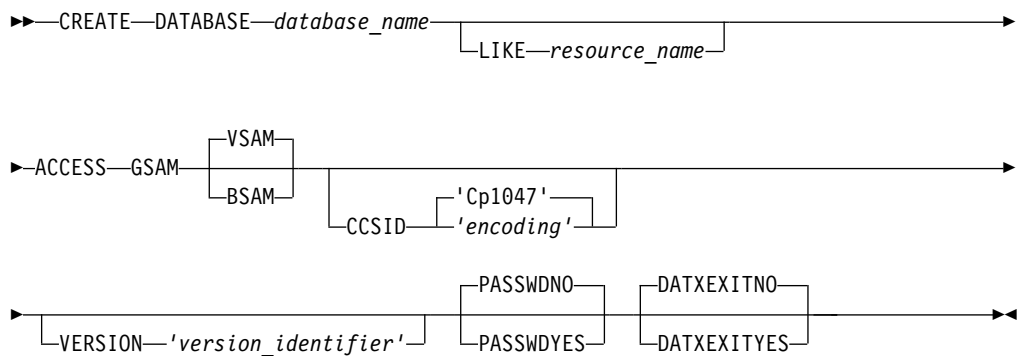 CREATE DATABASE database_name
LIKE resource_name
VSAM
ACCESS GSAM
BSAM
'Cp1047'
CCSID 'encoding'
PASSWDNO DATXEXITNO
VERSION 'version_identifier' PASSWDYES DATXEXITYES